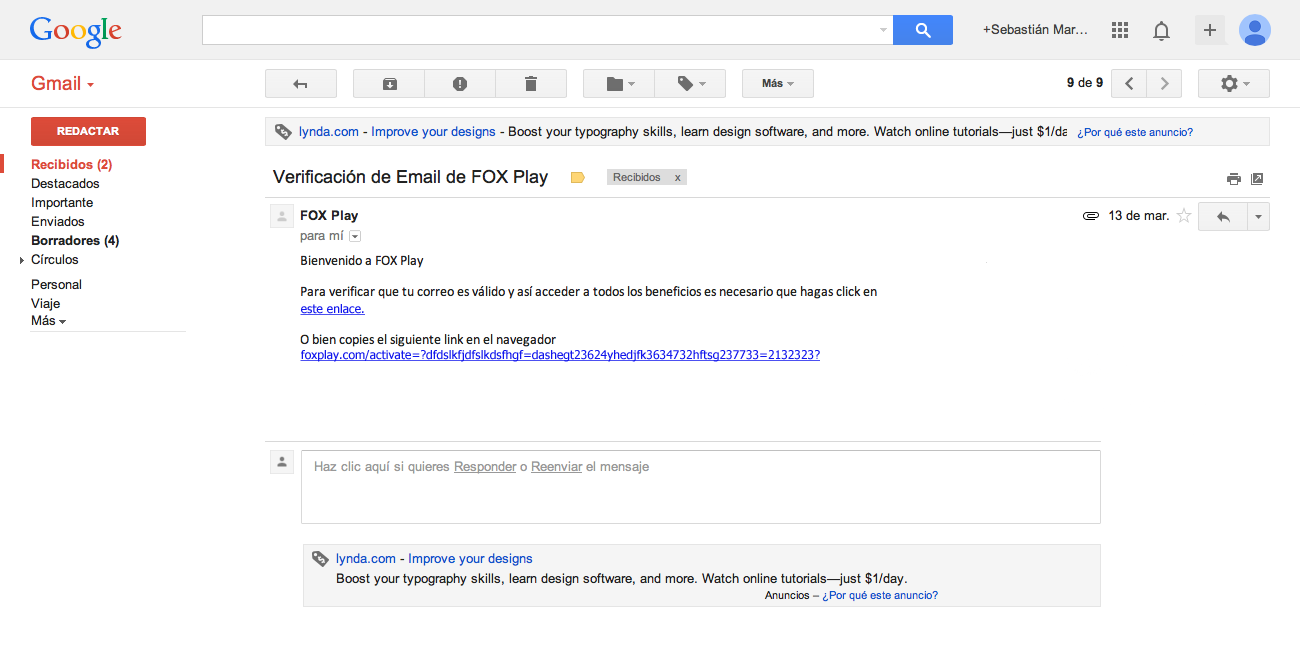 Google
+Sebastián Mar...
Gmail
Más
9 de 9
REDACTAR
Recibidos (2)
Destacados
Importante
Enviados
Borradores (4)
Círculos
Personal
Viaje
Más
lynda.com - Improve your designs - Boost your typography skills, learn design software, and more. Watch online tutorials—just $1/da ¿Por qué este anuncio?
Verificación de Email de FOX Play
Recibidos x
FOX Play
13 de mar.
para mí
Bienvenido a FOX Play
Para verificar que tu correo es válido y así acceder a todos los beneficios es necesario que hagas click en
este enlace.
O bien copies el siguiente link en el navegador
foxplay.com/activate=?dfdslkfjdfslkdsfhgf=dashegt23624yhedjfk3634732hftsg237733=2132323?
Haz clic aquí si quieres Responder o Reenviar el mensaje
lynda.com - Improve your designs
Boost your typography skills, learn design software, and more. Watch online tutorials—just $1/day.
Anuncios – ¿Por qué este anuncio?